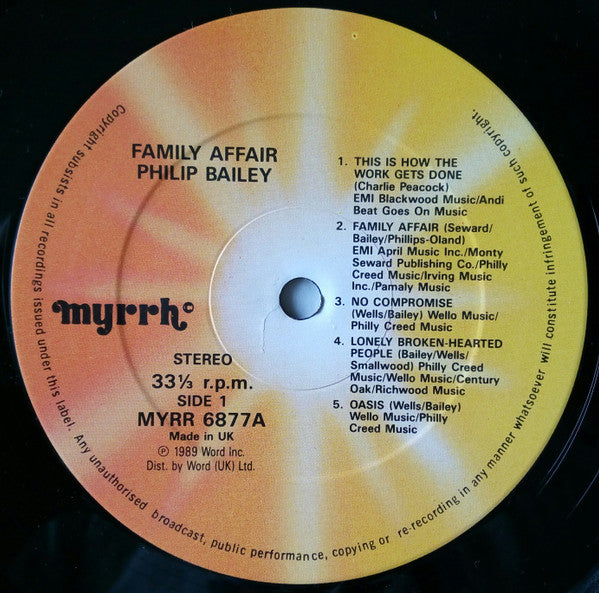 FAMILY AFFAIR
PHILIP BAILEY
myrrh©
STEREO
33⅓ r.p.m.
SIDE 1
MYRR 6877A
Made in UK
℗ 1989 Word Inc.
Dist. by Word (UK) Ltd.
1. THIS IS HOW THE
WORK GETS DONE
(Charlie Peacock)
EMI Blackwood Music/Andi
Beat Goes On Music
2. FAMILY AFFAIR (Seward/
Bailey/Phillips-Oland)
EMI April Music Inc./Monty
Seward Publishing Co./Philly
Creed Music/Irving Music
Inc./Pamaly Music
3. NO COMPROMISE
(Wells/Bailey) Wello Music/
Philly Creed Music
4. LONELY BROKEN-HEARTED
PEOPLE (Bailey/Wells/
Smallwood) Philly Creed
Music/Wello Music/Century
Oak/Richwood Music
5. OASIS (Wells/Bailey)
Wello Music/Philly
Creed Music
Copyright subsists in all recordings issued under this label. Any unauthorised broadcast, public performance, copying or re-recording in any manner whatsoever will constitute infringement of such copyright.